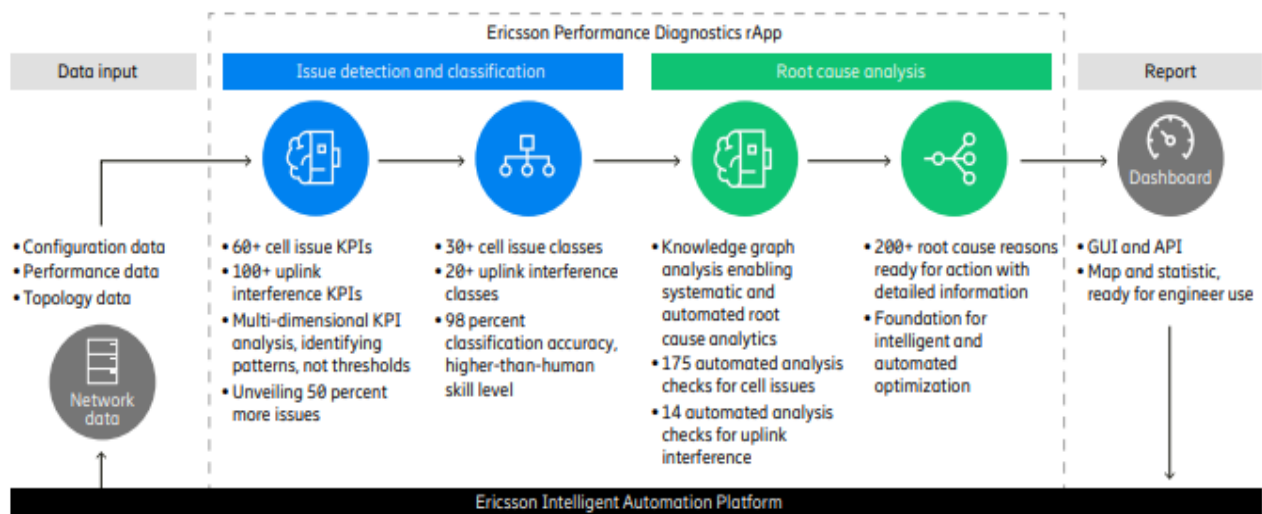 Ericsson Performance Diagnostics rApp
Data input
Issue detection and classification
Root cause analysis
Report
Dashboard
• Configuration data
• Performance data
• Topology data
Network
data
• 60+ cell issue KPIs
• 100+ uplink
interference KPIs
• Multi-dimensional KPI
analysis, identifying
patterns, not thresholds
• Unveiling 50 percent
more issues
• 30+ cell issue classes
• 20+ uplink interference
classes
• 98 percent
classification accuracy,
higher-than-human
skill level
• Knowledge graph
analysis enabling
systematic and
automated root
cause analytics
• 175 automated analysis
checks for cell issues
• 14 automated analysis
checks for uplink
interference
• 200+ root cause reasons
ready for action with
detailed information
• Foundation for
intelligent and
automated
optimization
• GUI and API
• Map and statistic,
ready for engineer use
Ericsson Intelligent Automation Platform